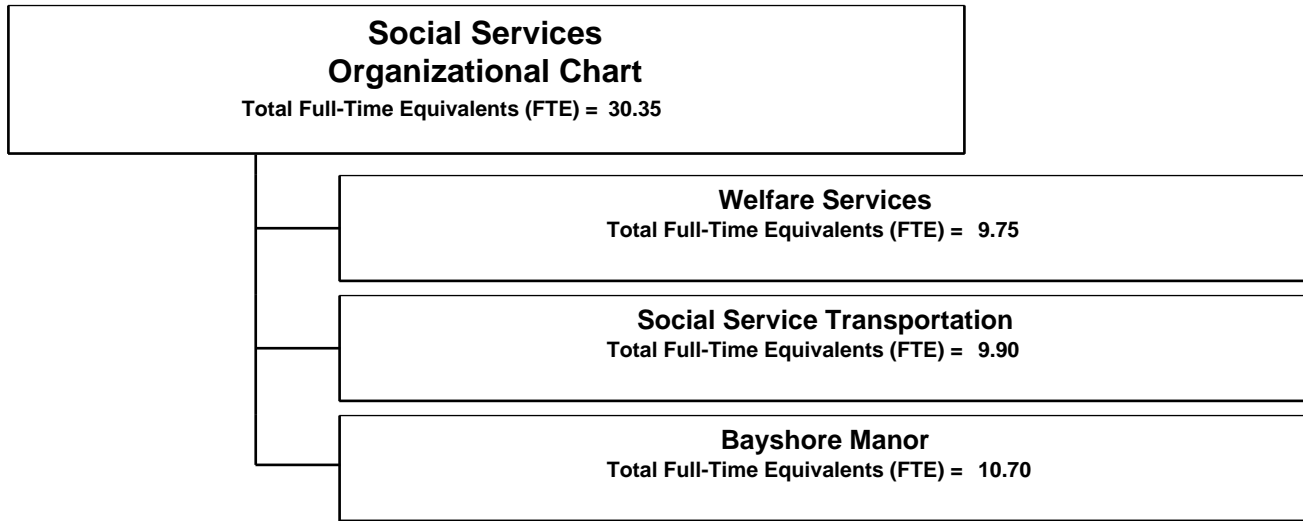 Social Services
Organizational Chart
Total Full-Time Equivalents (FTE) = 30.35
Welfare Services
Total Full-Time Equivalents (FTE) = 9.75
Social Service Transportation
Total Full-Time Equivalents (FTE) = 9.90
Bayshore Manor
Total Full-Time Equivalents (FTE) = 10.70